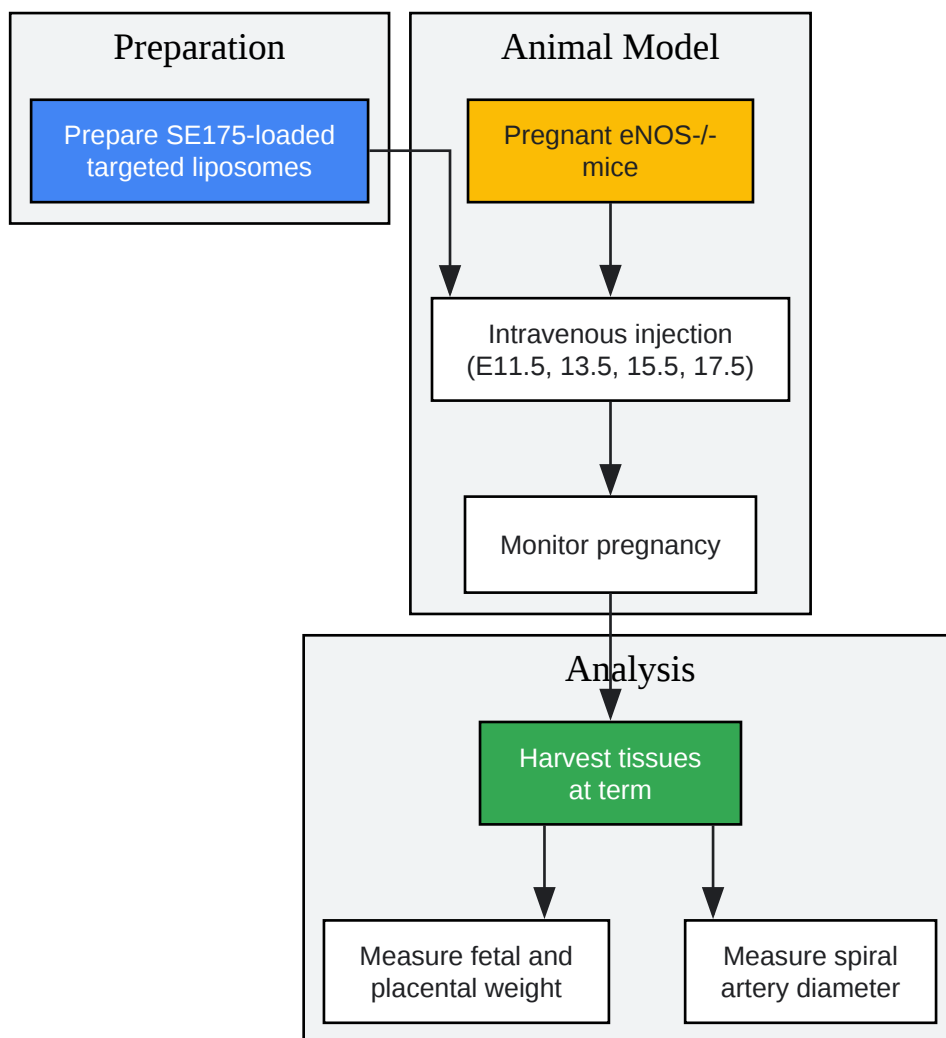 Preparation
Prepare SE175-loaded
targeted liposomes
Animal Model
Pregnant eNOS-/-
mice
Intravenous injection
(E11.5, 13.5, 15.5, 17.5)
Monitor pregnancy
Analysis
Harvest tissues
at term
Measure fetal and
placental weight
Measure spiral
artery diameter